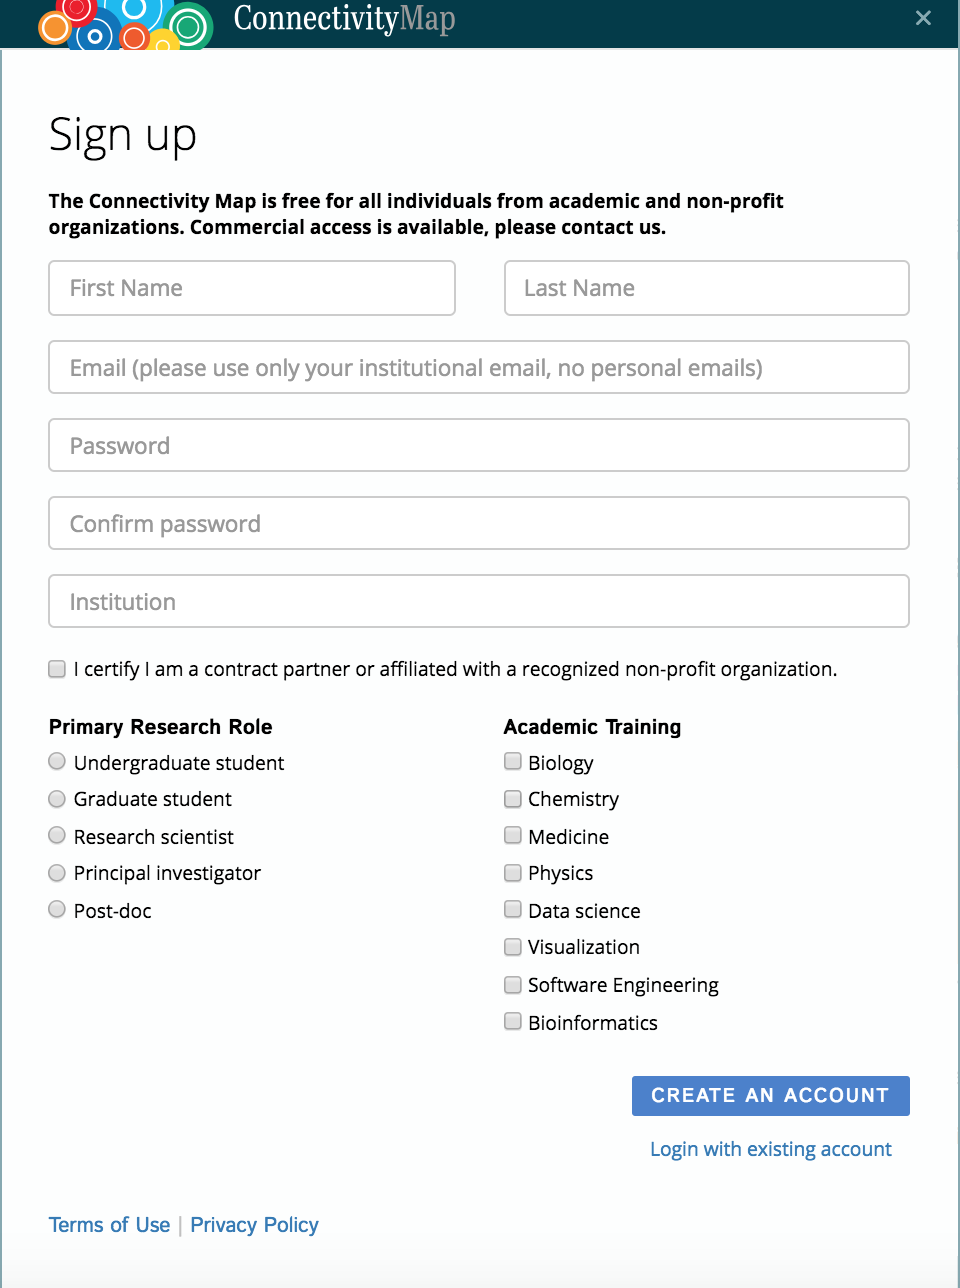 ConnectivityMap
Sign up
The Connectivity Map is free for all individuals from academic and non-profit
organizations. Commercial access is available, please contact us.
First Name
Last Name
Email (please use only your institutional email, no personal emails)
Password
Confirm password
Institution
I certify I am a contract partner or affiliated with a recognized non-profit organization.
Primary Research Role
Undergraduate student
Graduate student
Research scientist
Principal investigator
Post-doc
Academic Training
Biology
Chemistry
Medicine
Physics
Data science
Visualization
Software Engineering
Bioinformatics
CREATE AN ACCOUNT
Login with existing account
Terms of Use | Privacy Policy